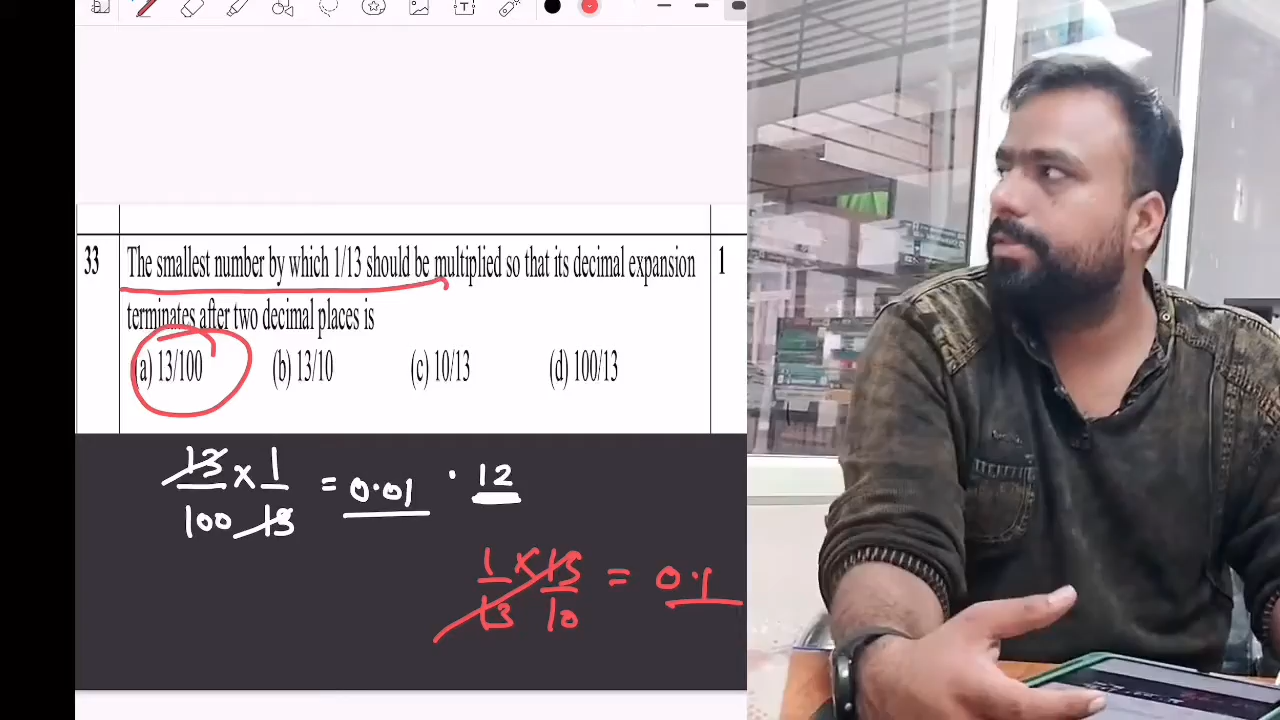 33 The smallest number by which 1/13 should be multiplied so that its decimal expansion 1
terminates after two decimal places is
(a) 13/100 (b) 13/10 (c) 10/13 (d) 100/13
13/100 × 1/13 = 0.01 . 12
1/13 × 13/10 = 0.1